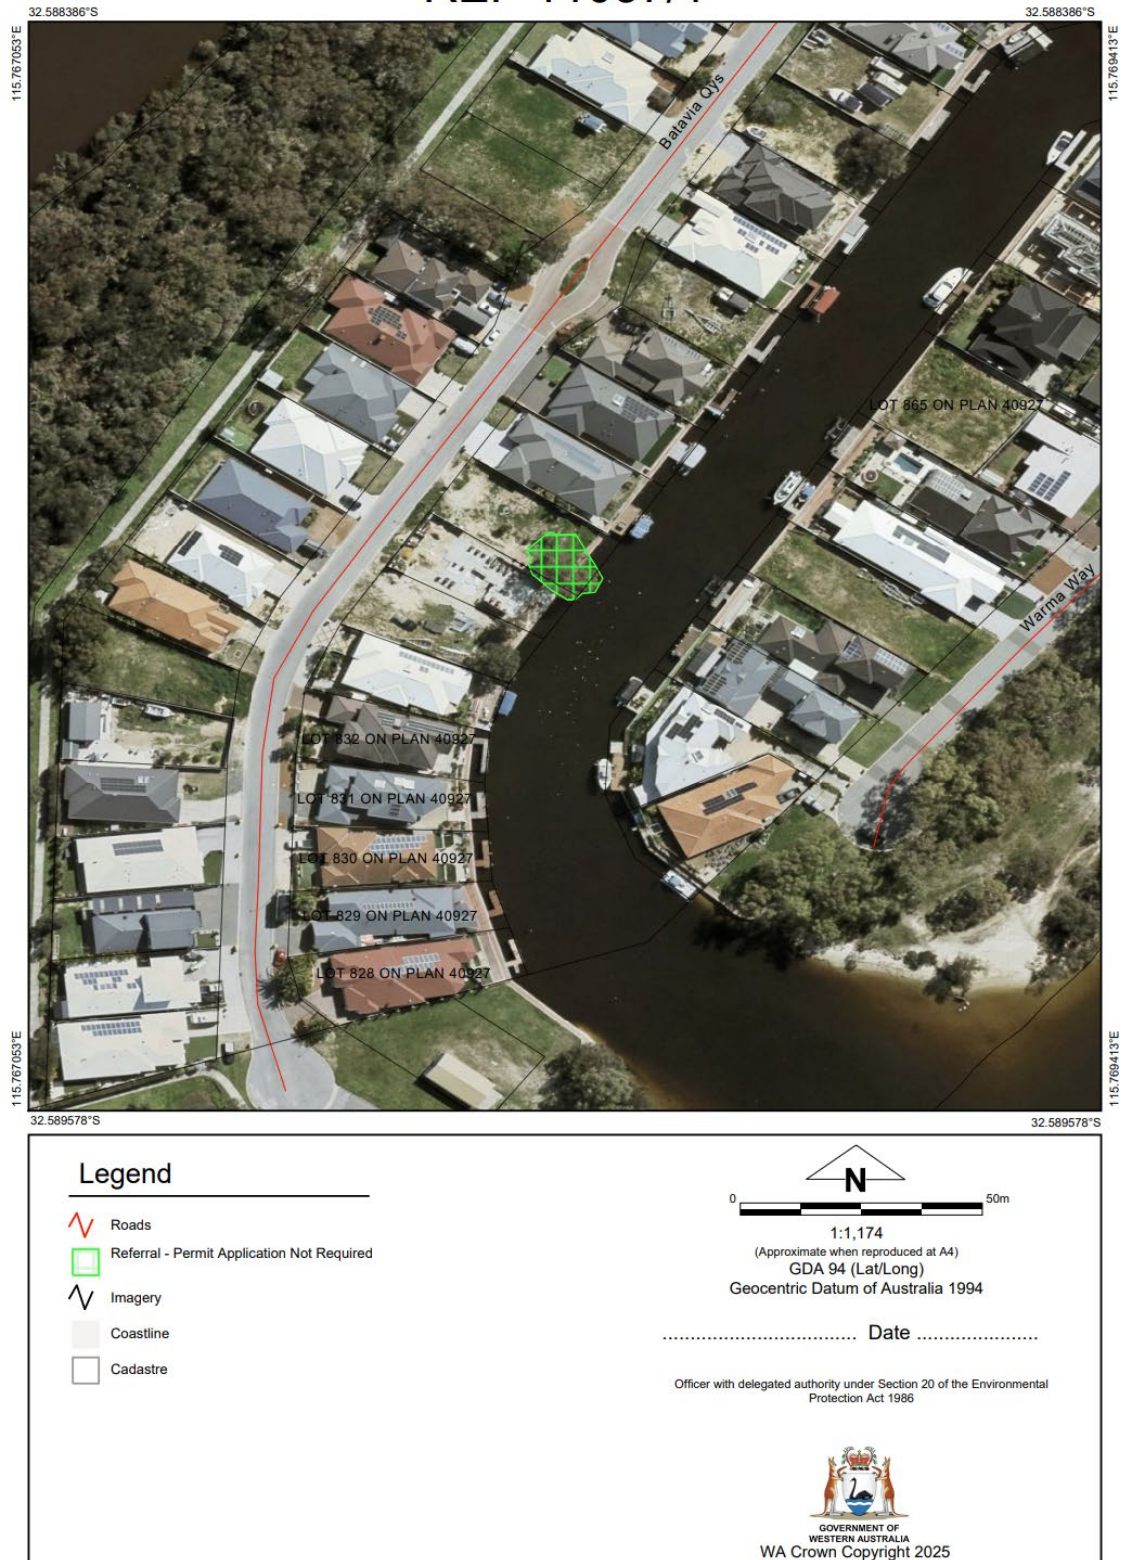 32.588386°S
32.588386°S
115.767053°E
115.769413°E
Batavia Qys
LOT 865 ON PLAN 40927
Warma Way
LOT 832 ON PLAN 40927
LOT 831 ON PLAN 40927
LOT 830 ON PLAN 40927
LOT 829 ON PLAN 40927
LOT 828 ON PLAN 40927
115.767053°E
115.769413°E
32.589578°S
32.589578°S
Legend
Roads
Referral - Permit Application Not Required
Imagery
Coastline
Cadastre
N
0
50m
1:1,174
(Approximate when reproduced at A4)
GDA 94 (Lat/Long)
Geocentric Datum of Australia 1994
................................... Date ......................
Officer with delegated authority under Section 20 of the Environmental
Protection Act 1986
GOVERNMENT OF
WESTERN AUSTRALIA
WA Crown Copyright 2025